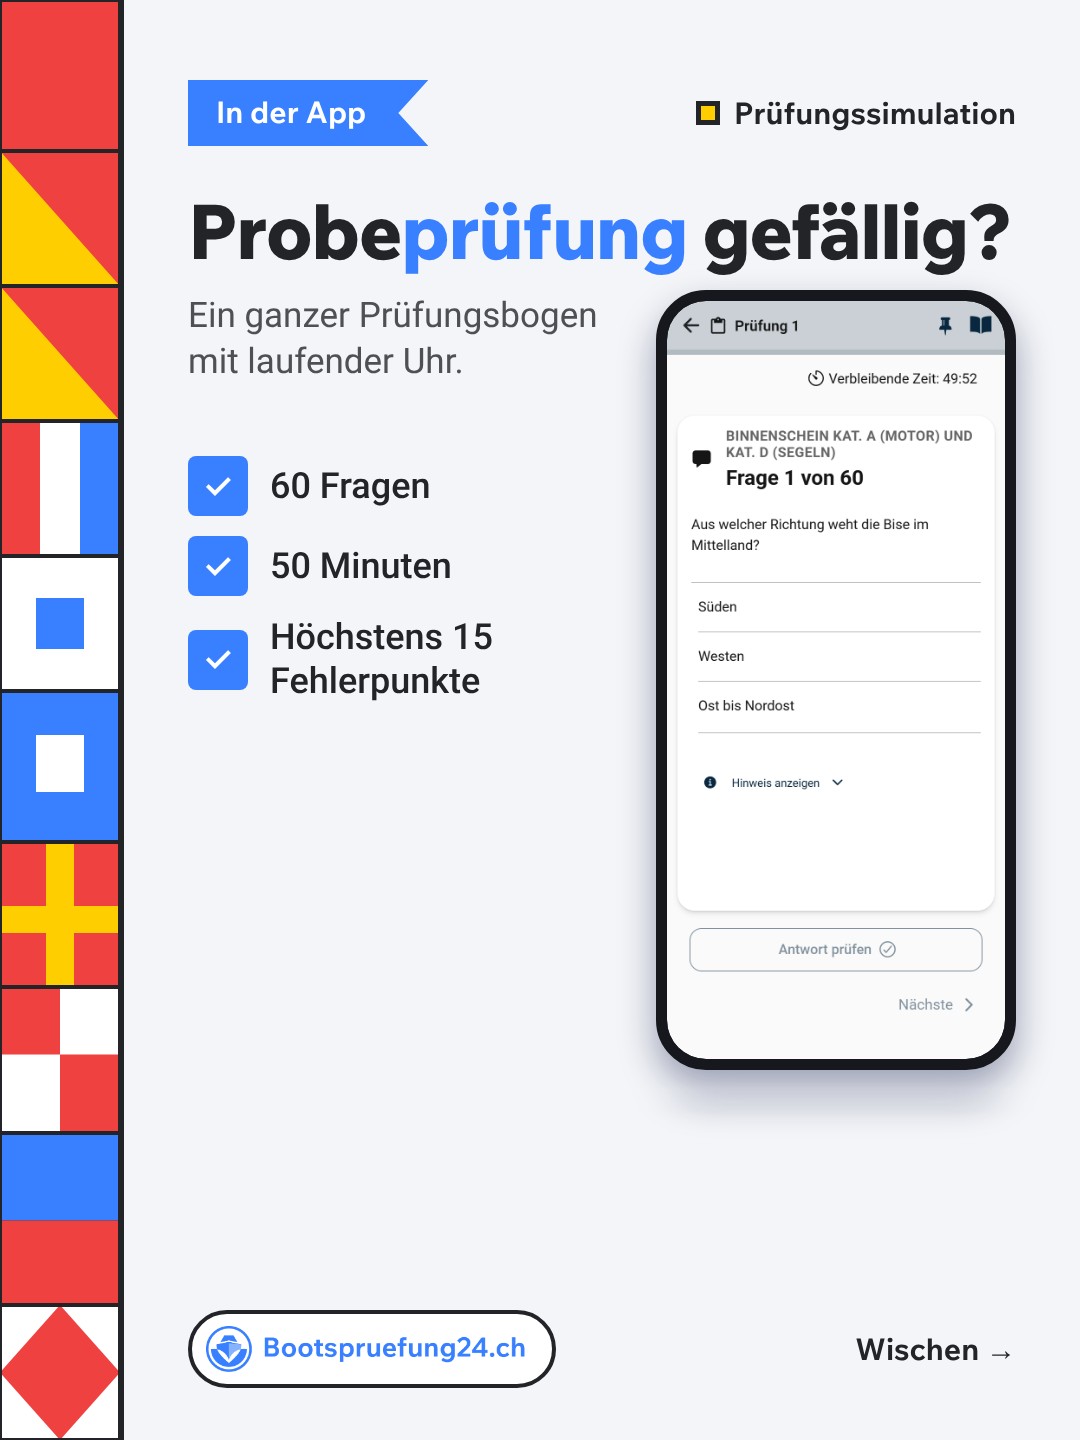 In der App
Prüfungssimulation
Probeprüfung gefällig?
Ein ganzer Prüfungsbogen
mit laufender Uhr.
60 Fragen
50 Minuten
Höchstens 15
Fehlerpunkte
Prüfung 1
Verbleibende Zeit: 49:52
BINNENSCHEIN KAT. A (MOTOR) UND
KAT. D (SEGELN)
Frage 1 von 60
Aus welcher Richtung weht die Bise im
Mittelland?
Süden
Westen
Ost bis Nordost
Hinweis anzeigen
Antwort prüfen
Nächste
Bootspruefung24.ch
Wischen →